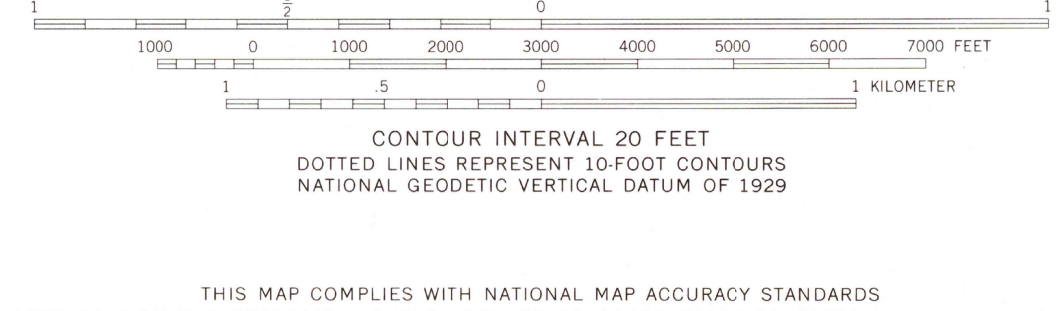 1 ½ 0 1
1000 0 1000 2000 3000 4000 5000 6000 7000 FEET
1 .5 0 1 KILOMETER
CONTOUR INTERVAL 20 FEET
DOTTED LINES REPRESENT 10-FOOT CONTOURS
NATIONAL GEODETIC VERTICAL DATUM OF 1929
THIS MAP COMPLIES WITH NATIONAL MAP ACCURACY STANDARDS